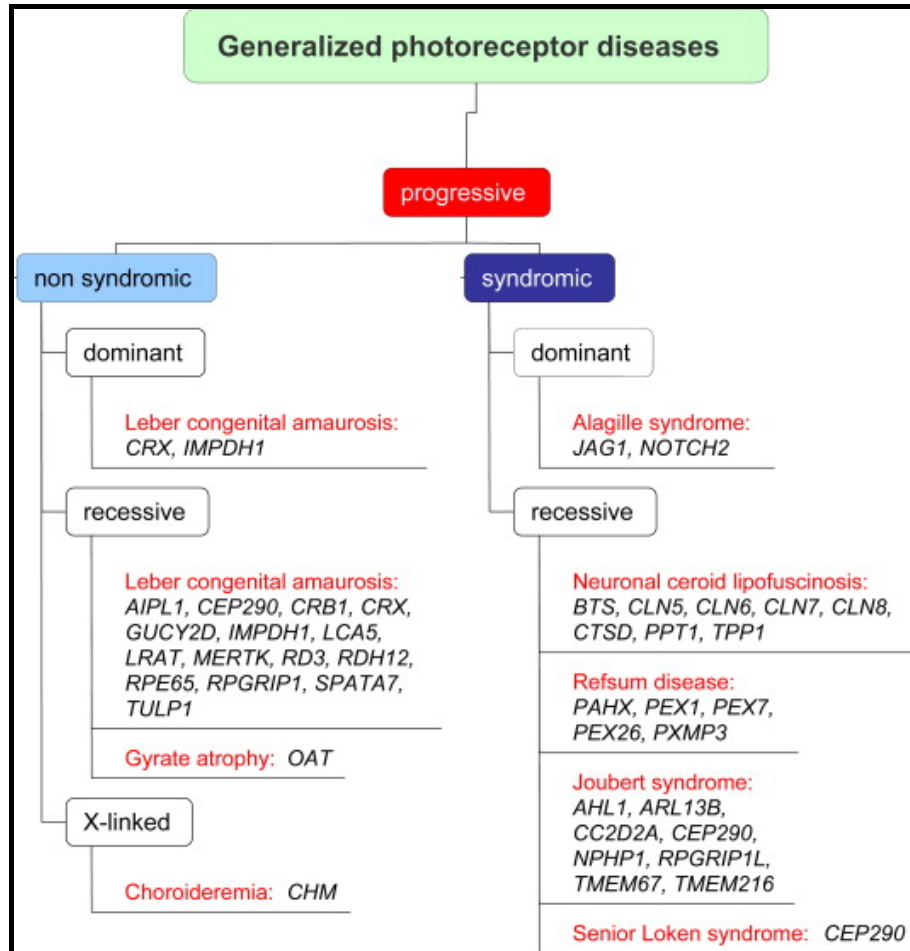 Generalized photoreceptor diseases
progressive
non syndromic
dominant
Leber congenital amaurosis:
CRX, IMPDH1
recessive
Leber congenital amaurosis:
AIPL1, CEP290, CRB1, CRX,
GUCY2D, IMPDH1, LCA5,
LRAT, MERTK, RD3, RDH12,
RPE65, RPGRIP1, SPATA7,
TULP1
Gyrate atrophy: OAT
X-linked
Choroideremia: CHM
syndromic
dominant
Alagille syndrome:
JAG1, NOTCH2
recessive
Neuronal ceroid lipofuscinosis:
BTS, CLN5, CLN6, CLN7, CLN8,
CTSD, PPT1, TPP1
Refsum disease:
PAHX, PEX1, PEX7,
PEX26, PXMP3
Joubert syndrome:
AHL1, ARL13B,
CC2D2A, CEP290,
NPHP1, RPGRIP1L,
TMEM67, TMEM216
Senior Loken syndrome: CEP290